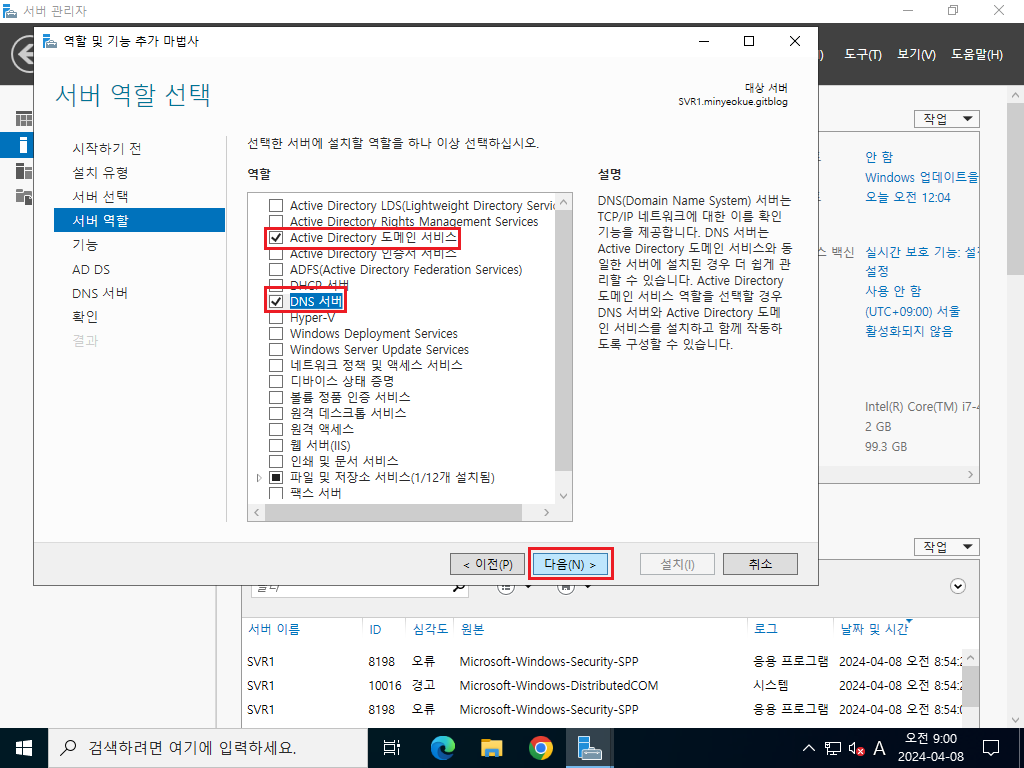 서버 관리자
역할 및 기능 추가 마법사
도구(T) 보기(V) 도움말(H)
서버 역할 선택
대상 서버
SVR1.minyeokue.gitblog
시작하기 전
설치 유형
서버 선택
서버 역할
기능
AD DS
DNS 서버
확인
결과
선택한 서버에 설치할 역할을 하나 이상 선택하십시오.
역할
Active Directory LDS(Lightweight Directory Servic
Active Directory Rights Management Services
Active Directory 도메인 서비스
Active Directory 인증서 서비스
ADFS(Active Directory Federation Services)
DHCP 서버
DNS 서버
Hyper-V
Windows Deployment Services
Windows Server Update Services
네트워크 정책 및 액세스 서비스
디바이스 상태 증명
볼륨 정품 인증 서비스
원격 데스크톱 서비스
원격 액세스
웹 서버(IIS)
인쇄 및 문서 서비스
파일 및 저장소 서비스(1/12개 설치됨)
팩스 서버
설명
DNS(Domain Name System) 서버는
TCP/IP 네트워크에 대한 이름 확인
기능을 제공합니다. DNS 서버는
Active Directory 도메인 서비스와 동
일한 서버에 설치된 경우 더 쉽게 관
리할 수 있습니다. Active Directory
도메인 서비스 역할을 선택할 경우
DNS 서버와 Active Directory 도메
인 서비스를 설치하고 함께 작동하
도록 구성할 수 있습니다.
< 이전(P) 다음(N) > 설치(I) 취소
작업
안 함
Windows 업데이트을
오늘 오전 12:04
스 백신 실시간 보호 기능: 설정
설정
사용 안 함
(UTC+09:00) 서울
활성화되지 않음
Intel(R) Core(TM) i7-4
2 GB
99.3 GB
작업
필터
서버 이름 ID 심각도 원본 로그 날짜 및 시간
SVR1 8198 오류 Microsoft-Windows-Security-SPP 응용 프로그램 2024-04-08 오전 8:54:2
SVR1 10016 경고 Microsoft-Windows-DistributedCOM 시스템 2024-04-08 오전 8:54:2
SVR1 8198 오류 Microsoft-Windows-Security-SPP 응용 프로그램 2024-04-08 오전 8:54:0
검색하려면 여기에 입력하세요.
A
오전 9:00
2024-04-08